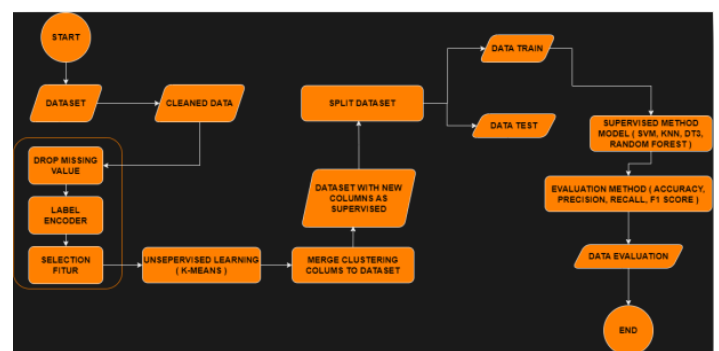 START
DATASET
CLEANED DATA
DROP MISSING
VALUE
LABEL
ENCODER
SELECTION
FITUR
UNSEPERVISED LEARNING
( K-MEANS )
MERGE CLUSTERING
COLUMS TO DATASET
DATASET WITH NEW
COLUMNS AS
SUPERVISED
SPLIT DATASET
DATA TRAIN
DATA TEST
SUPERVISED METHOD
MODEL ( SVM, KNN, DT3,
RANDOM FOREST )
EVALUATION METHOD ( ACCURACY,
PRECISION, RECALL, F1 SCORE )
DATA EVALUATION
END